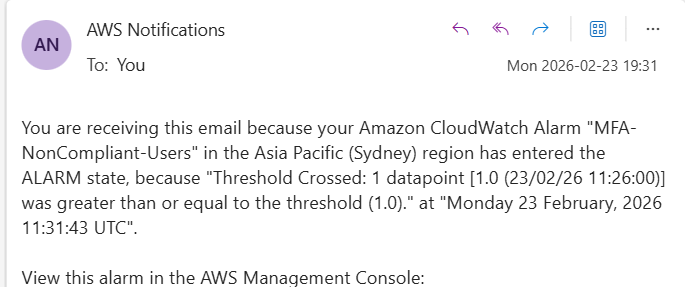 AN
AWS Notifications
To: You
Mon 2026-02-23 19:31
You are receiving this email because your Amazon CloudWatch Alarm "MFA-
NonCompliant-Users" in the Asia Pacific (Sydney) region has entered the
ALARM state, because "Threshold Crossed: 1 datapoint [1.0 (23/02/26 11:26:00)]
was greater than or equal to the threshold (1.0)." at "Monday 23 February, 2026
11:31:43 UTC".
View this alarm in the AWS Management Console: